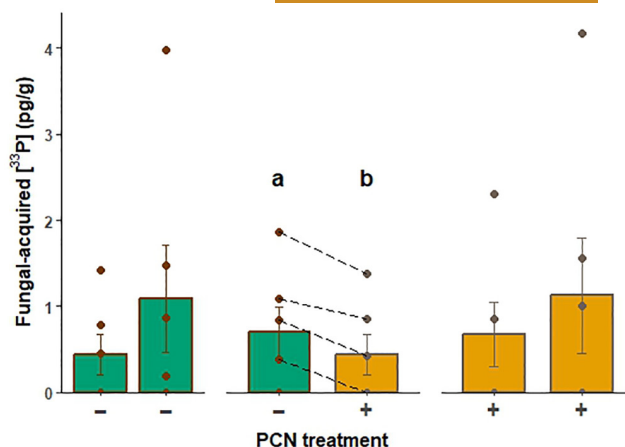 Fungal-acquired [³³P] (pg/g)
4
3
2
1
0
a b
− − − + + +
PCN treatment